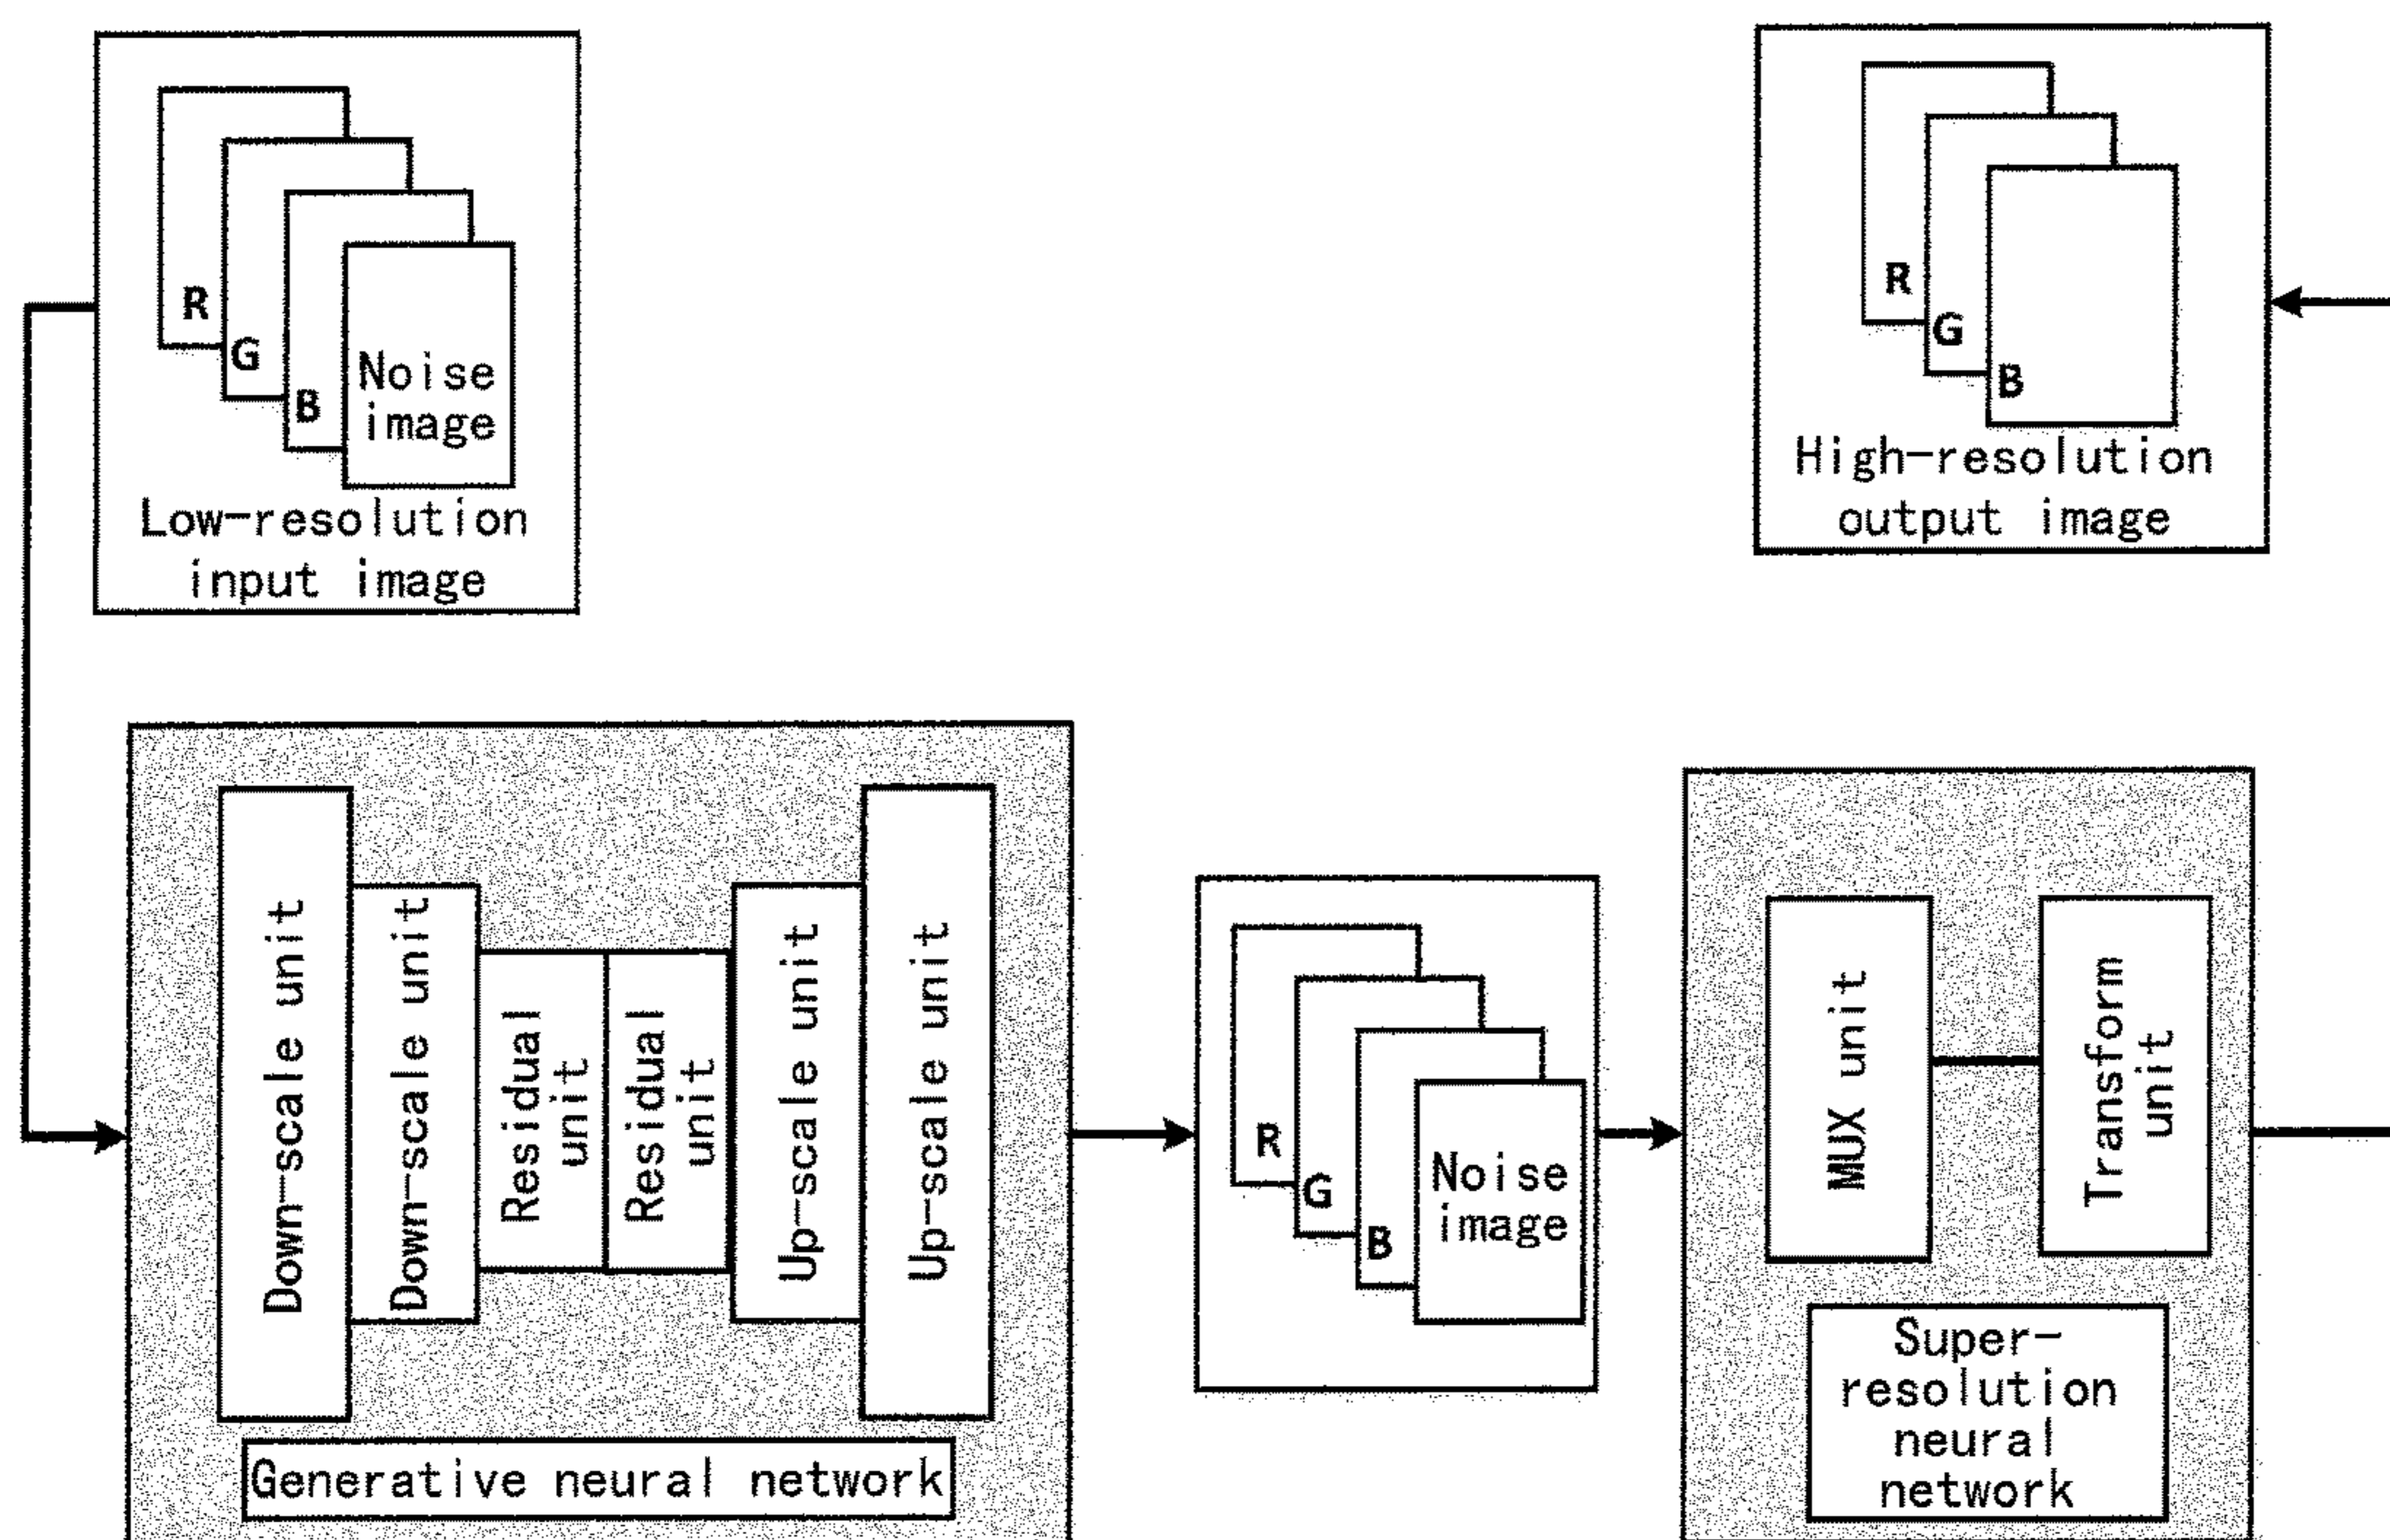 R
G
B
Noise
image
Low-resolution
input image
R
G
B
High-resolution
output image
Down-scale unit
Down-scale unit
Residual
unit
Residual
unit
Up-scale unit
Up-scale unit
Generative neural network
R
G
B
Noise
image
MUX unit
Transform
unit
Super-
resolution
neural
network